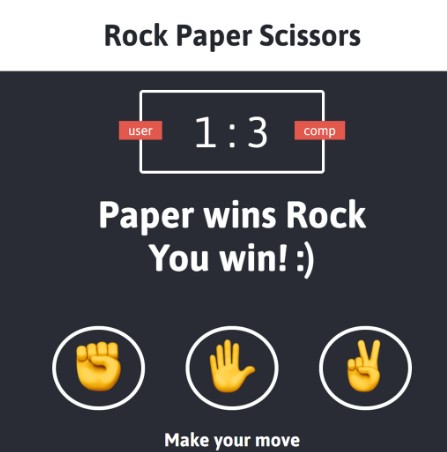 Rock Paper Scissors
user 1:3 comp
Paper wins Rock
You win! :)
Make your move